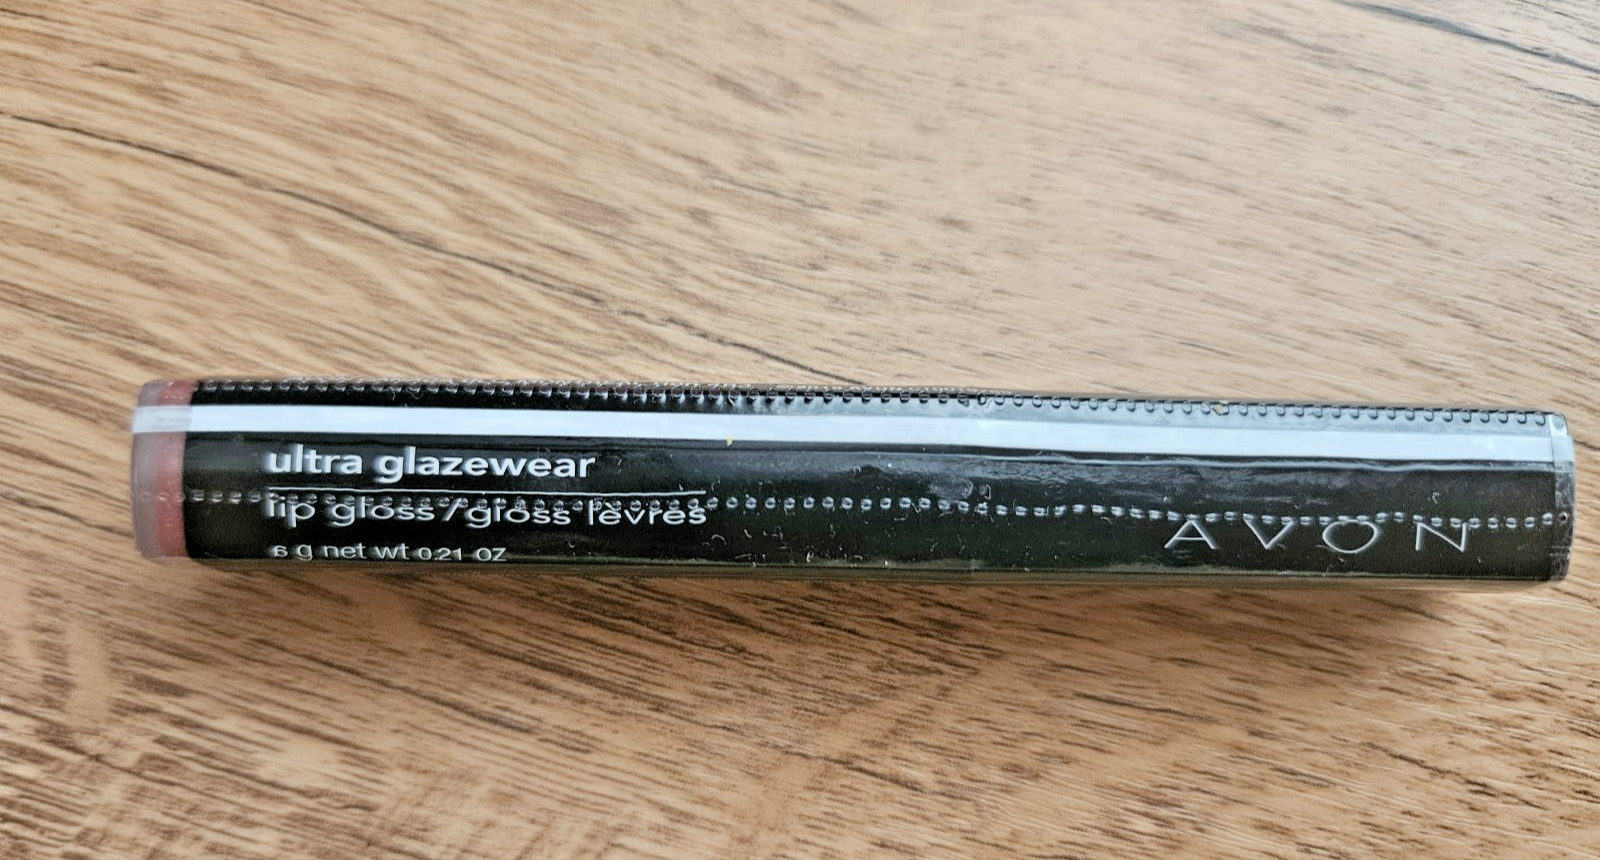 ultra glazewear
lip gloss/gloss lèvres
6 g net wt 0.21 OZ
AVON